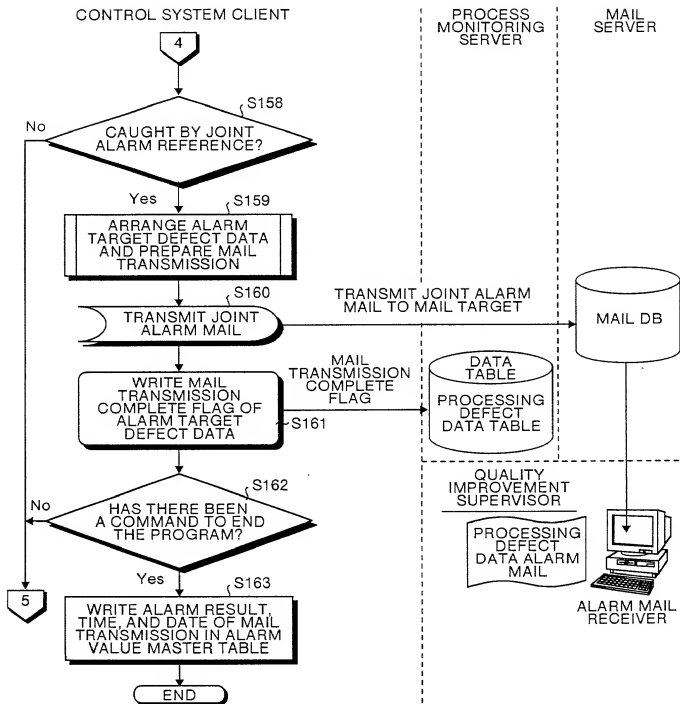 CONTROL SYSTEM CLIENT
PROCESS
MONITORING
SERVER
MAIL
SERVER
4
S158
No
CAUGHT BY JOINT
ALARM REFERENCE?
Yes
S159
ARRANGE ALARM
TARGET DEFECT DATA
AND PREPARE MAIL
TRANSMISSION
S160
TRANSMIT JOINT
ALARM MAIL
TRANSMIT JOINT ALARM
MAIL TO MAIL TARGET
MAIL DB
WRITE MAIL
TRANSMISSION
COMPLETE FLAG OF
ALARM TARGET
DEFECT DATA
S161
MAIL
TRANSMISSION
COMPLETE
FLAG
DATA
TABLE
PROCESSING
DEFECT
DATA TABLE
S162
No
HAS THERE BEEN
A COMMAND TO END
THE PROGRAM?
Yes
QUALITY
IMPROVEMENT
SUPERVISOR
PROCESSING
DEFECT
DATA ALARM
MAIL
ALARM MAIL
RECEIVER
5
S163
WRITE ALARM RESULT,
TIME, AND DATE OF MAIL
TRANSMISSION IN ALARM
VALUE MASTER TABLE
END